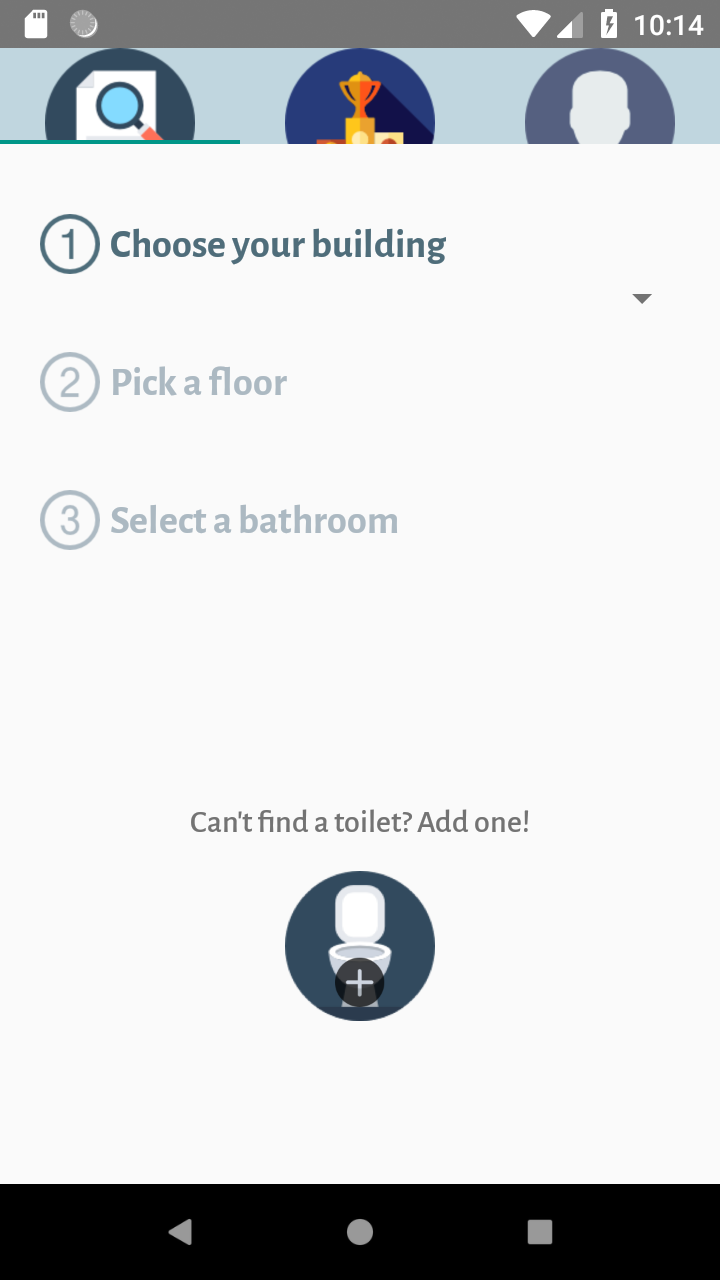 10:14
1 Choose your building
2 Pick a floor
3 Select a bathroom
Can't find a toilet? Add one!